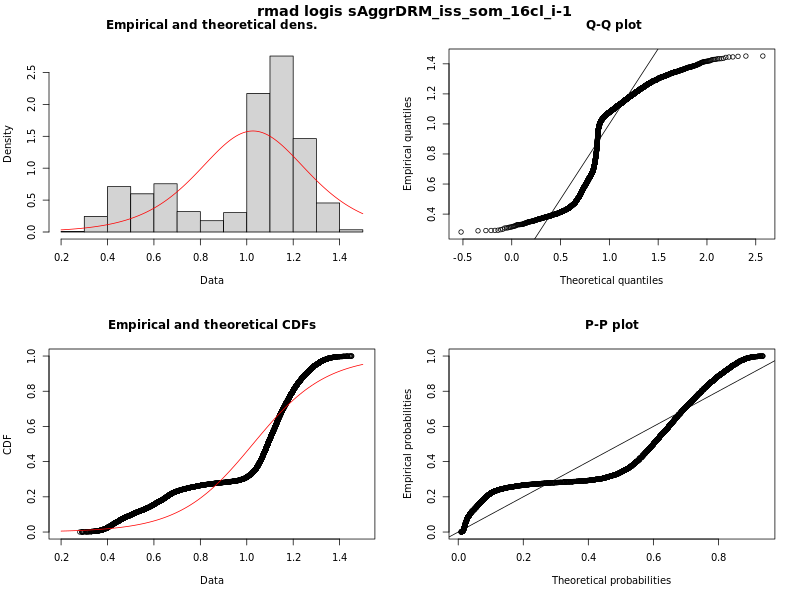 rmad logis sAggrDRM_iss_som_16cl_i-1
Empirical and theoretical dens.
Density
0.0 0.5 1.0 1.5 2.0 2.5
0.2 0.4 0.6 0.8 1.0 1.2 1.4
Data
Q-Q plot
Empirical quantiles
0.4 0.6 0.8 1.0 1.2 1.4
-0.5 0.0 0.5 1.0 1.5 2.0 2.5
Theoretical quantiles
Empirical and theoretical CDFs
CDF
0.0 0.2 0.4 0.6 0.8 1.0
0.2 0.4 0.6 0.8 1.0 1.2 1.4
Data
P-P plot
Empirical probabilities
0.0 0.2 0.4 0.6 0.8 1.0
0.0 0.2 0.4 0.6 0.8
Theoretical probabilities